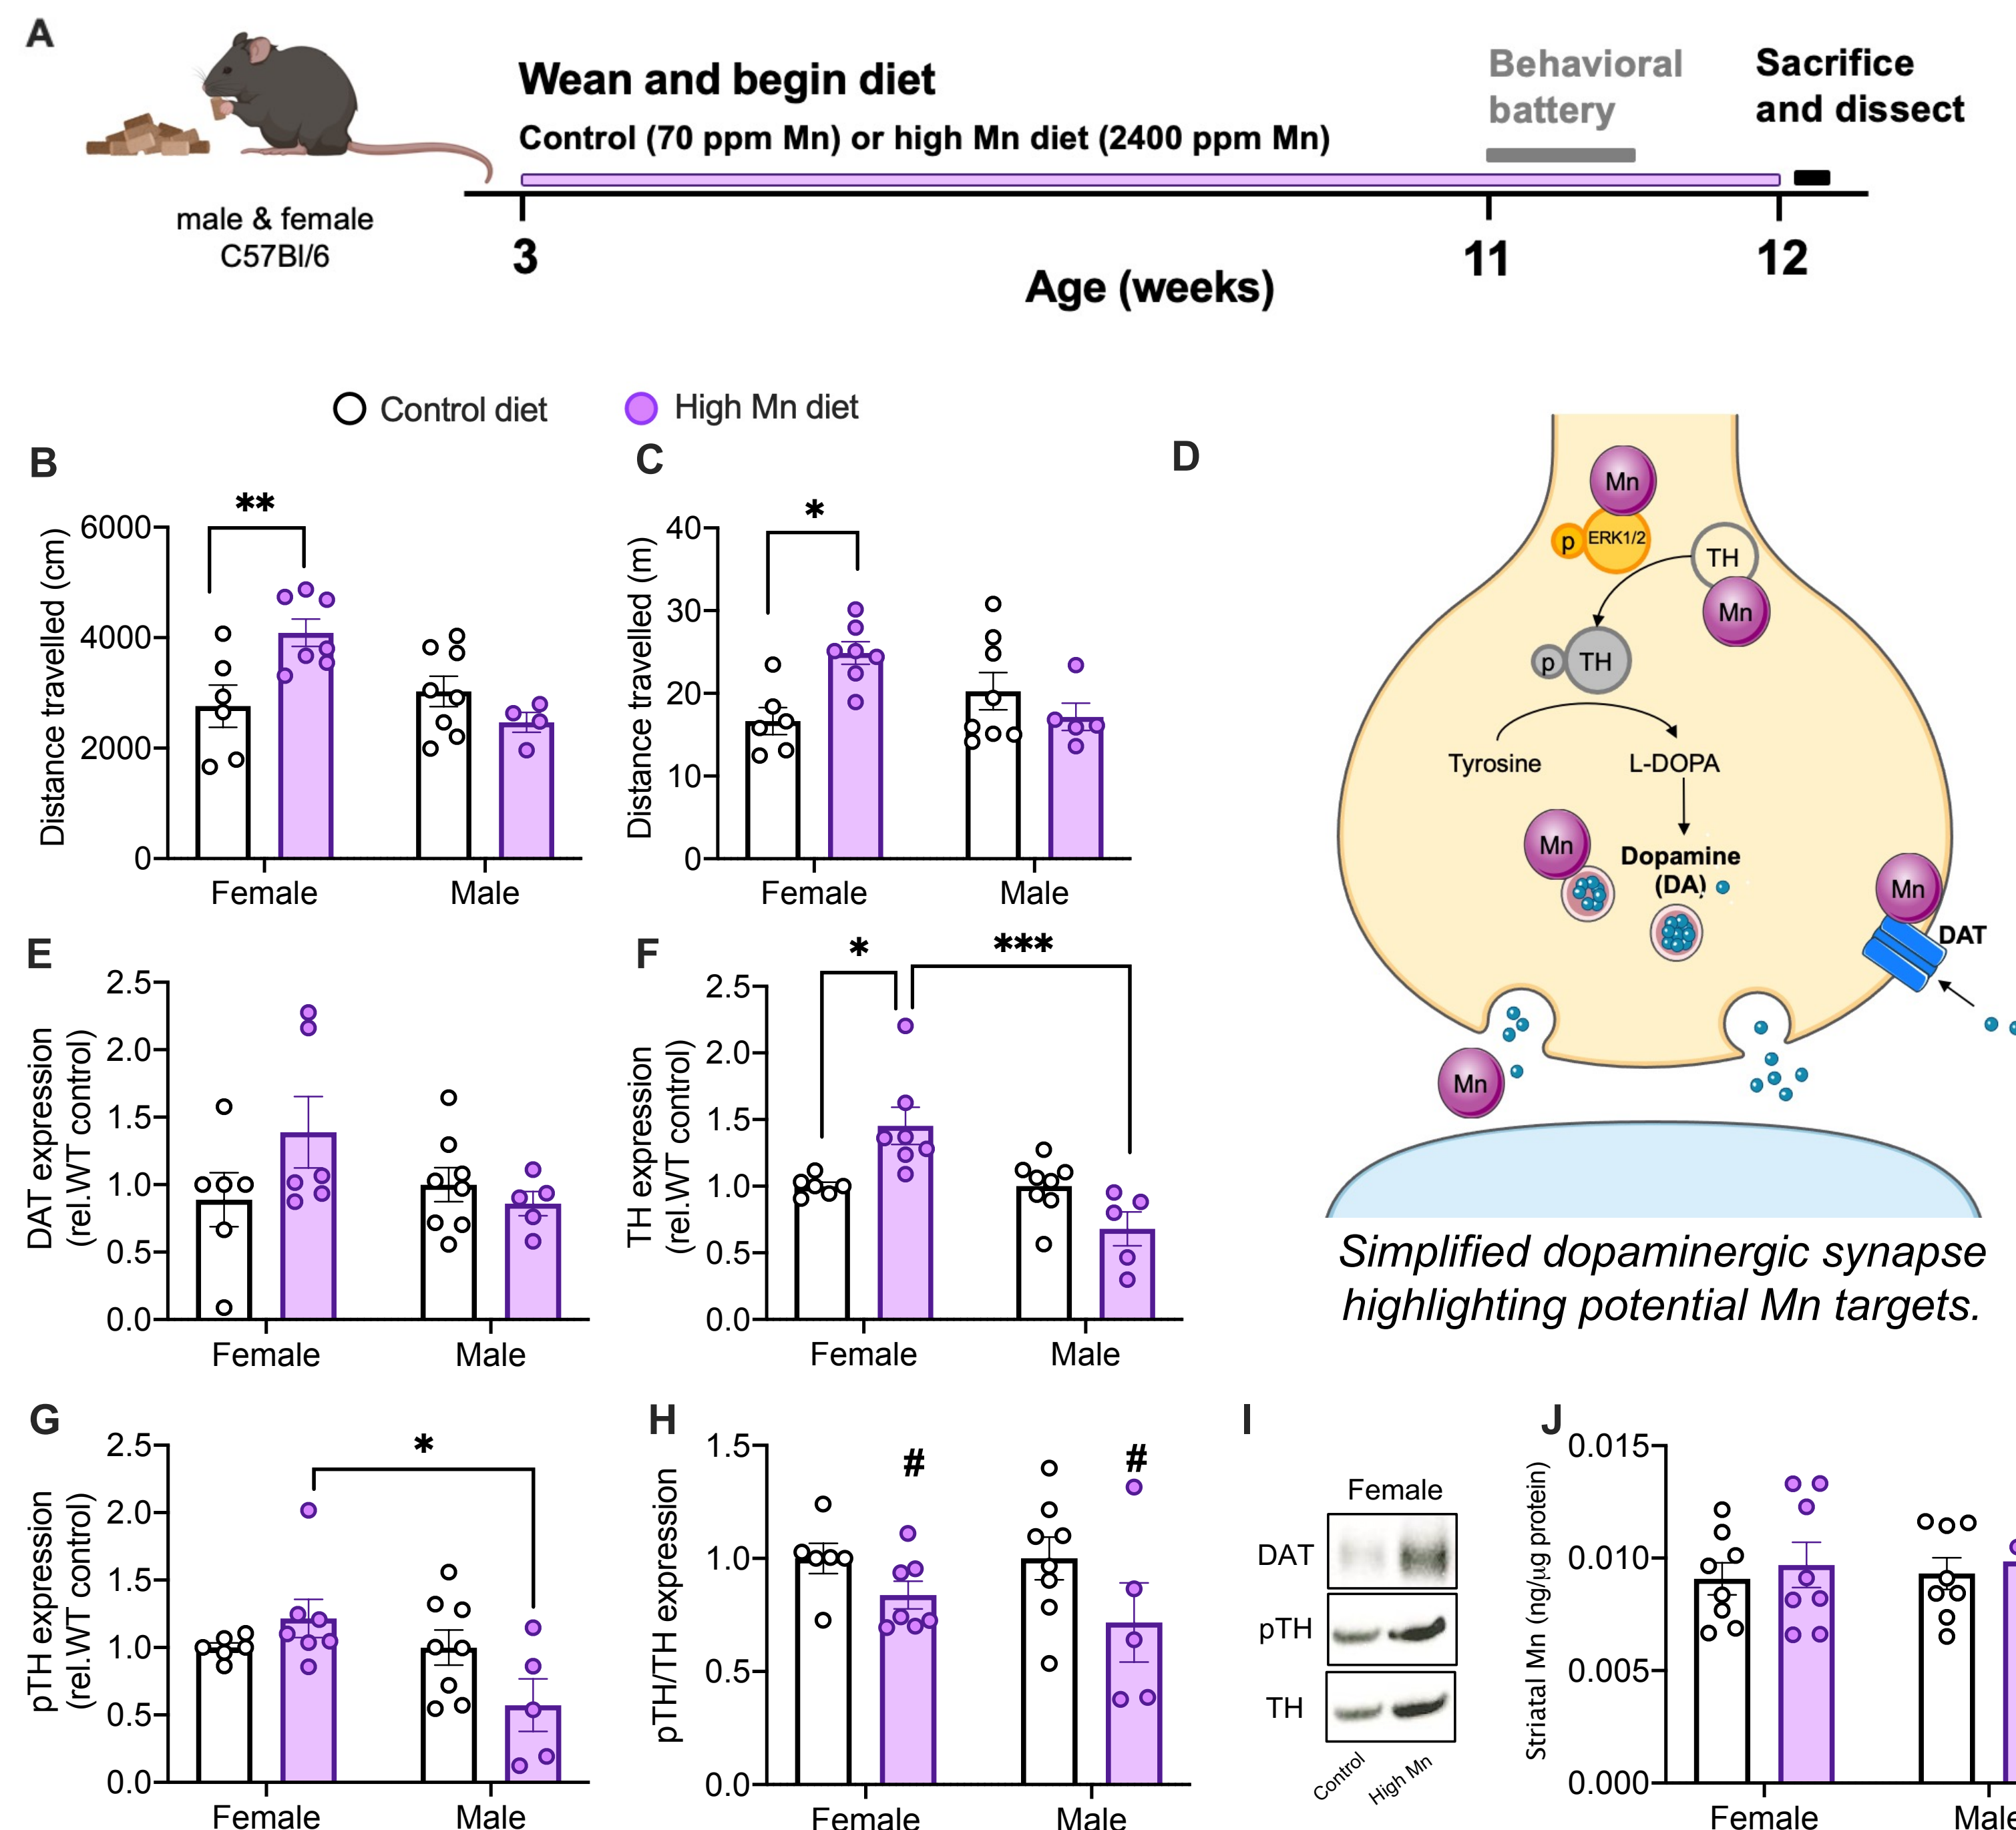 A
Wean and begin diet
Control (70 ppm Mn) or high Mn diet (2400 ppm Mn)
Behavioral
battery
Sacrifice
and dissect
male & female
C57Bl/6
3
11
12
Age (weeks)
Control diet
High Mn diet
B
**
Distance travelled (cm)
6000
4000
2000
0
Female
Male
C
*
Distance travelled (m)
40
30
20
10
0
Female
Male
D
Mn
p
ERK1/2
TH
Mn
p
TH
Tyrosine
L-DOPA
Mn
Dopamine
(DA)
Mn
DAT
Mn
Simplified dopaminergic synapse
highlighting potential Mn targets.
E
DAT expression
(rel.WT control)
2.5
2.0
1.5
1.0
0.5
0.0
Female
Male
F
*
***
TH expression
(rel.WT control)
2.5
2.0
1.5
1.0
0.5
0.0
Female
Male
G
*
pTH expression
(rel.WT control)
2.5
2.0
1.5
1.0
0.5
0.0
Female
Male
H
#
#
pTH/TH expression
1.5
1.0
0.5
0.0
Female
Male
I
Female
DAT
pTH
TH
Control
High Mn
J
Striatal Mn (ng/µg protein)
0.015
0.010
0.005
0.000
Female
Male